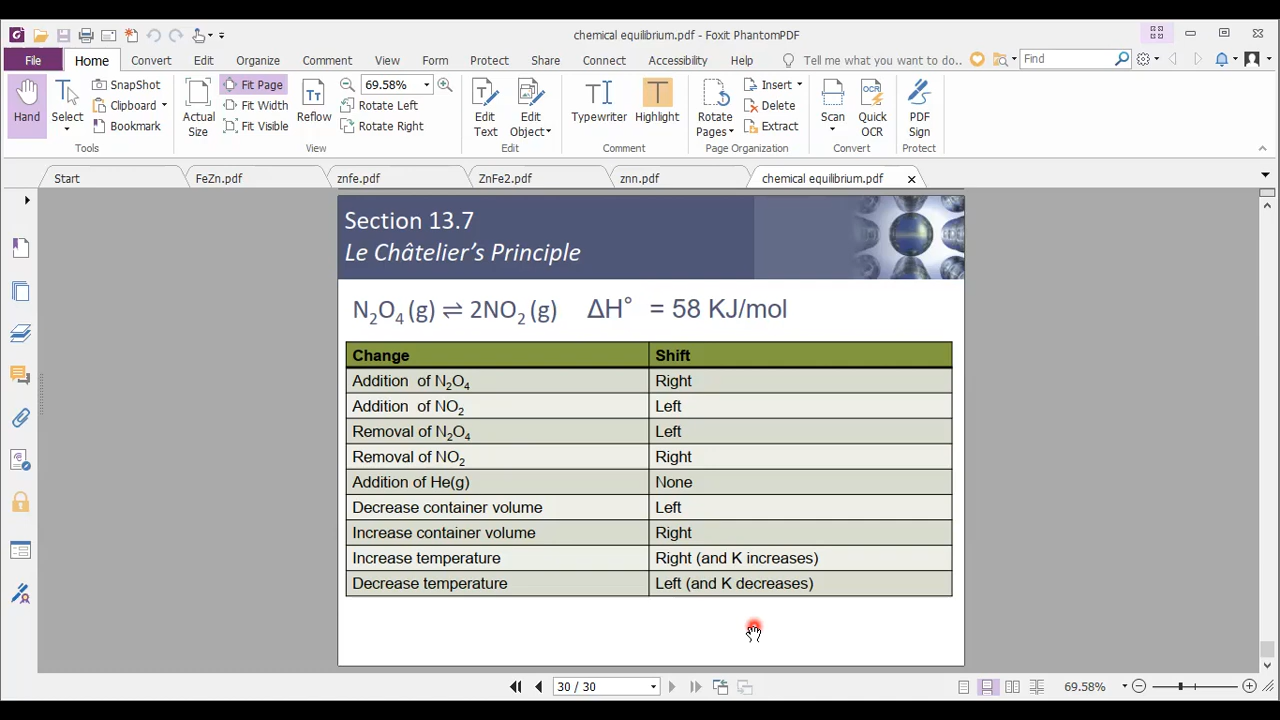 chemical equilibrium.pdf - Foxit PhantomPDF
File Home Convert Edit Organize Comment View Form Protect Share Connect Accessibility Help Tell me what you want to do.. Find
Hand
Select
SnapShot
Clipboard
Bookmark
Tools
Actual Size
Fit Page
Fit Width
Fit Visible
Reflow
69.58%
Rotate Left
Rotate Right
View
Edit Text
Edit Object
Edit
Typewriter
Highlight
Comment
Rotate Pages
Insert
Delete
Extract
Page Organization
Scan
OCR
Quick OCR
Convert
PDF Sign
Protect
Start FeZn.pdf znfe.pdf ZnFe2.pdf znn.pdf chemical equilibrium.pdf
Section 13.7
Le Châtelier’s Principle
N₂O₄ (g) ⇌ 2NO₂ (g) ΔH° = 58 KJ/mol
Change Shift
Addition of N₂O₄ Right
Addition of NO₂ Left
Removal of N₂O₄ Left
Removal of NO₂ Right
Addition of He(g) None
Decrease container volume Left
Increase container volume Right
Increase temperature Right (and K increases)
Decrease temperature Left (and K decreases)
30 / 30
69.58%